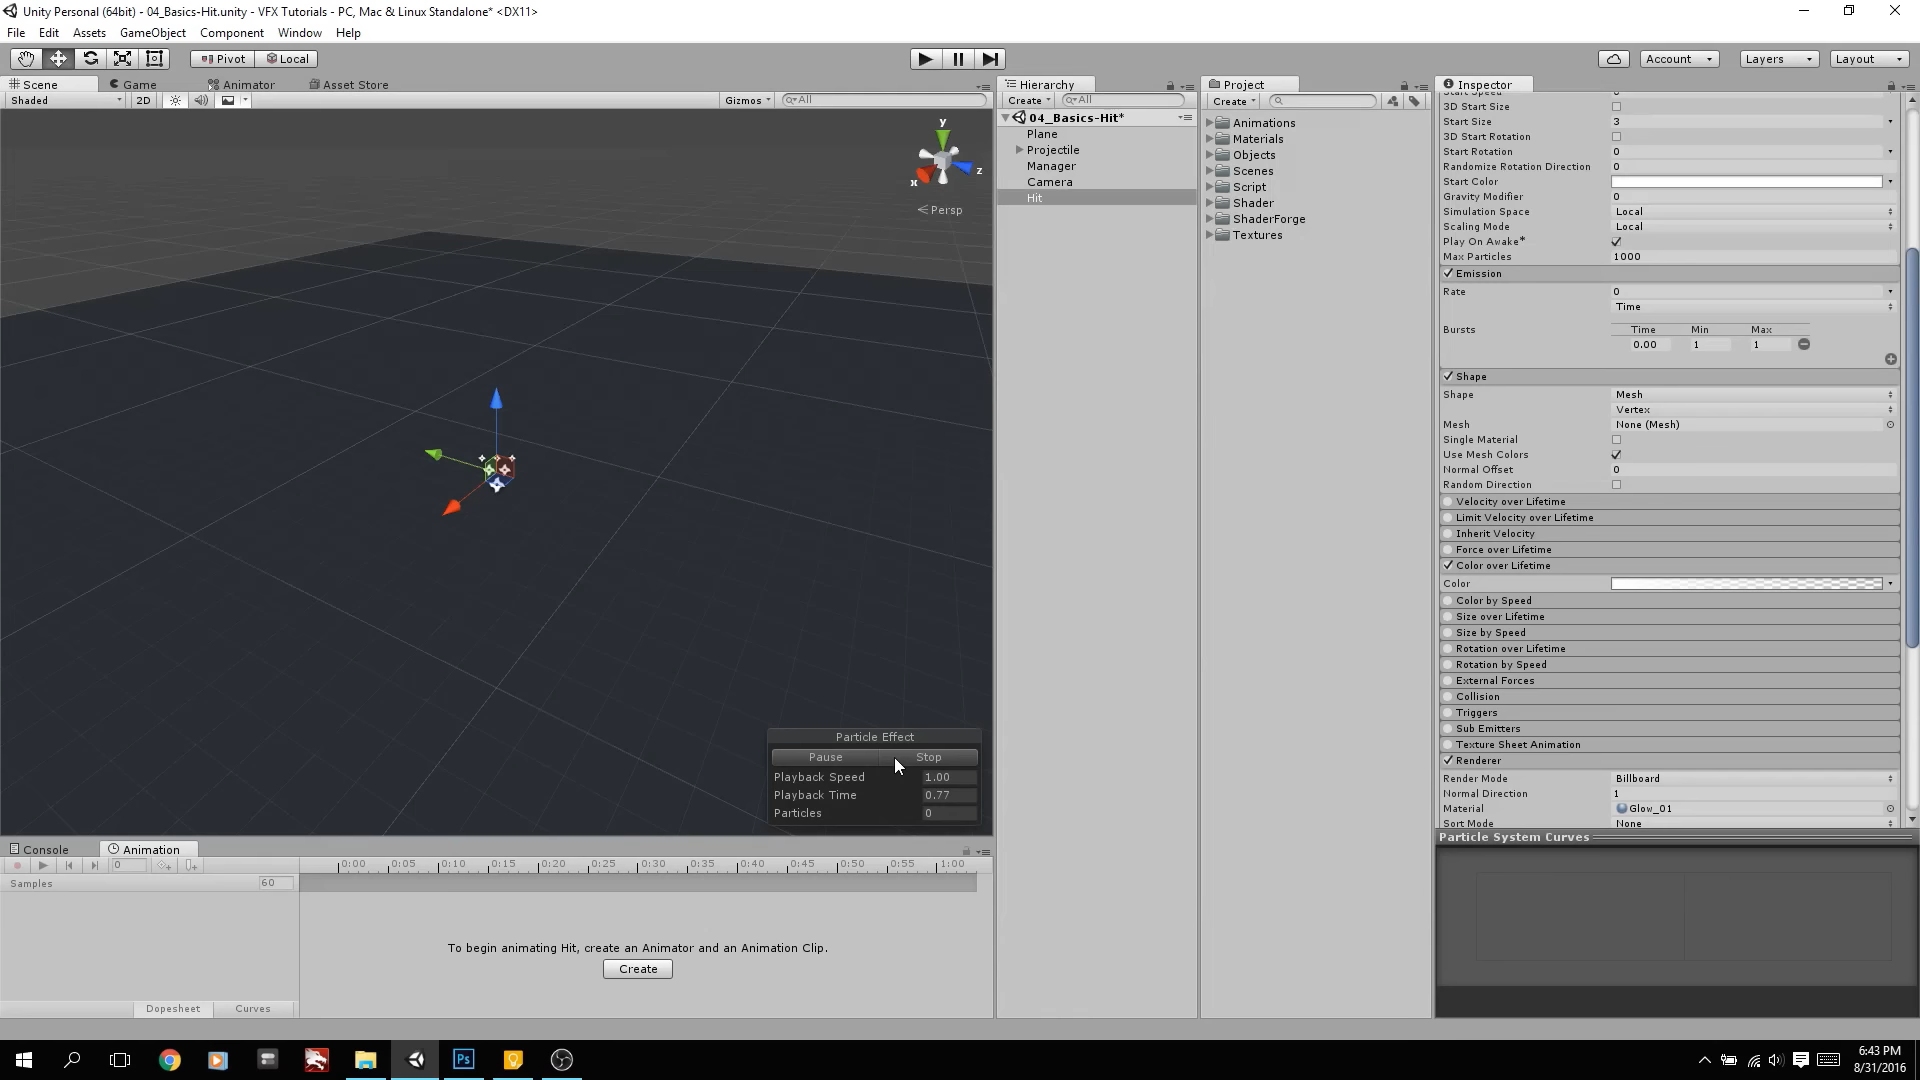 Unity Personal (64bit) - 04_Basics-Hit.unity - VFX Tutorials - PC, Mac & Linux Standalone* <DX11>
File Edit Assets GameObject Component Window Help
Pivot Local
Account Layers Layout
Scene Game Animator Asset Store
Shaded 2D Gizmos All
y
x
z
Persp
Particle Effect
Pause Stop
Playback Speed 1.00
Playback Time 0.77
Particles 0
Hierarchy
Create All
04_Basics-Hit*
Plane
Projectile
Manager
Camera
Hit
Project
Create
Animations
Materials
Objects
Scenes
Script
Shader
ShaderForge
Textures
Inspector
Start Speed 0
3D Start Size
Start Size 3
3D Start Rotation
Start Rotation 0
Randomize Rotation Direction 0
Start Color
Gravity Modifier 0
Simulation Space Local
Scaling Mode Local
Play On Awake*
Max Particles 1000
Emission
Rate 0
Time
Bursts Time Min Max
0.00 1 1
Shape
Shape Mesh
Vertex
Mesh None (Mesh)
Single Material
Use Mesh Colors
Normal Offset 0
Random Direction
Velocity over Lifetime
Limit Velocity over Lifetime
Inherit Velocity
Force over Lifetime
Color over Lifetime
Color
Color by Speed
Size over Lifetime
Size by Speed
Rotation over Lifetime
Rotation by Speed
External Forces
Collision
Triggers
Sub Emitters
Texture Sheet Animation
Renderer
Render Mode Billboard
Normal Direction 1
Material Glow_01
Sort Mode None
Particle System Curves
Console Animation
0 0:00 0:05 0:10 0:15 0:20 0:25 0:30 0:35 0:40 0:45 0:50 0:55 1:00
Samples 60
To begin animating Hit, create an Animator and an Animation Clip.
Create
Dopesheet Curves
Ps
6:43 PM
8/31/2016